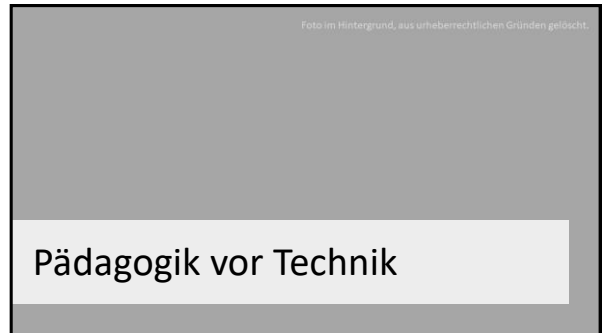 Foto im Hintergrund, aus urheberrechtlichen Gründen gelöscht.
Pädagogik vor Technik